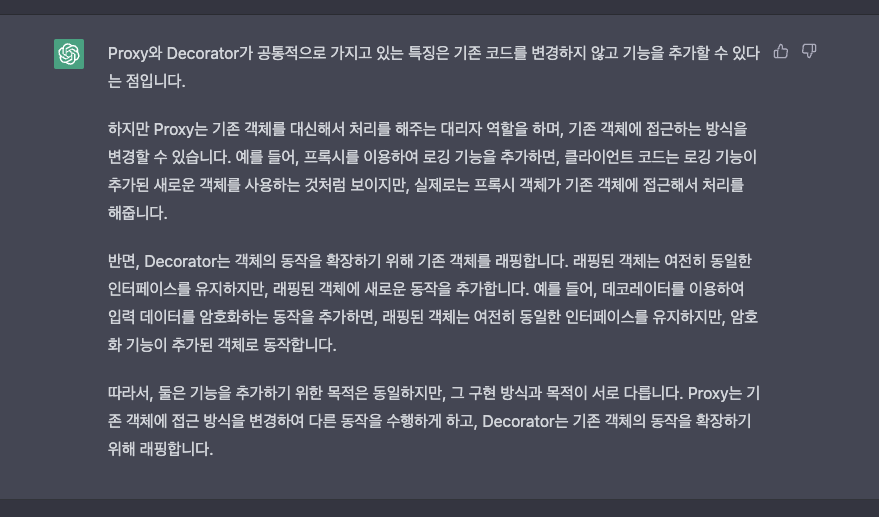 Proxy와 Decorator가 공통적으로 가지고 있는 특징은 기존 코드를 변경하지 않고 기능을 추가할 수 있다
는 점입니다.
하지만 Proxy는 기존 객체를 대신해서 처리를 해주는 대리자 역할을 하며, 기존 객체에 접근하는 방식을
변경할 수 있습니다. 예를 들어, 프록시를 이용하여 로깅 기능을 추가하면, 클라이언트 코드는 로깅 기능이
추가된 새로운 객체를 사용하는 것처럼 보이지만, 실제로는 프록시 객체가 기존 객체에 접근해서 처리를
해줍니다.
반면, Decorator는 객체의 동작을 확장하기 위해 기존 객체를 래핑합니다. 래핑된 객체는 여전히 동일한
인터페이스를 유지하지만, 래핑된 객체에 새로운 동작을 추가합니다. 예를 들어, 데코레이터를 이용하여
입력 데이터를 암호화하는 동작을 추가하면, 래핑된 객체는 여전히 동일한 인터페이스를 유지하지만, 암호
화 기능이 추가된 객체로 동작합니다.
따라서, 둘은 기능을 추가하기 위한 목적은 동일하지만, 그 구현 방식과 목적이 서로 다릅니다. Proxy는 기
존 객체에 접근 방식을 변경하여 다른 동작을 수행하게 하고, Decorator는 기존 객체의 동작을 확장하기
위해 래핑합니다.